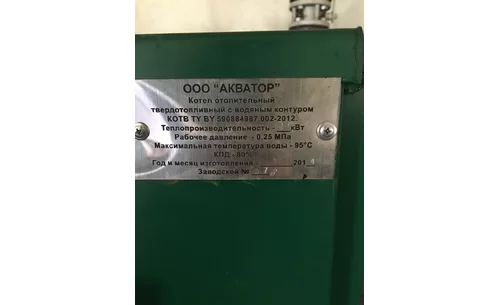 ООО "АКВАТОР"
Котел отопительный
твердотопливный с водяным контуром
КОТВ ТУ BY 590884987.002-2012
Теплопроизводительность - кВт
Рабочее давление - 0.25 МПа
Максимальная температура воды - 95°С
КПД - 80%
Год и месяц изготовления 201
Заводской №